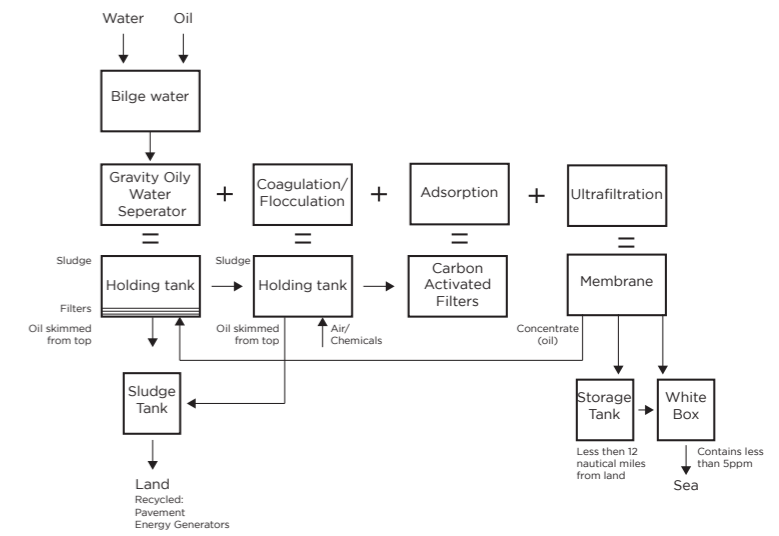 Water
Oil
Bilge water
Gravity Oily
Water
Seperator
+
Coagulation/
Flocculation
+
Adsorption
+
Ultrafiltration
=
=
=
=
Sludge
Holding tank
Filters
Sludge
Holding tank
Carbon
Activated
Filters
Membrane
Oil skimmed
from top
Oil skimmed
from top
Air/
Chemicals
Concentrate
(oil)
Sludge
Tank
Storage
Tank
White
Box
Less then 12
nautical miles
from land
Contains less
than 5ppm
Sea
Land
Recycled:
Pavement
Energy Generators